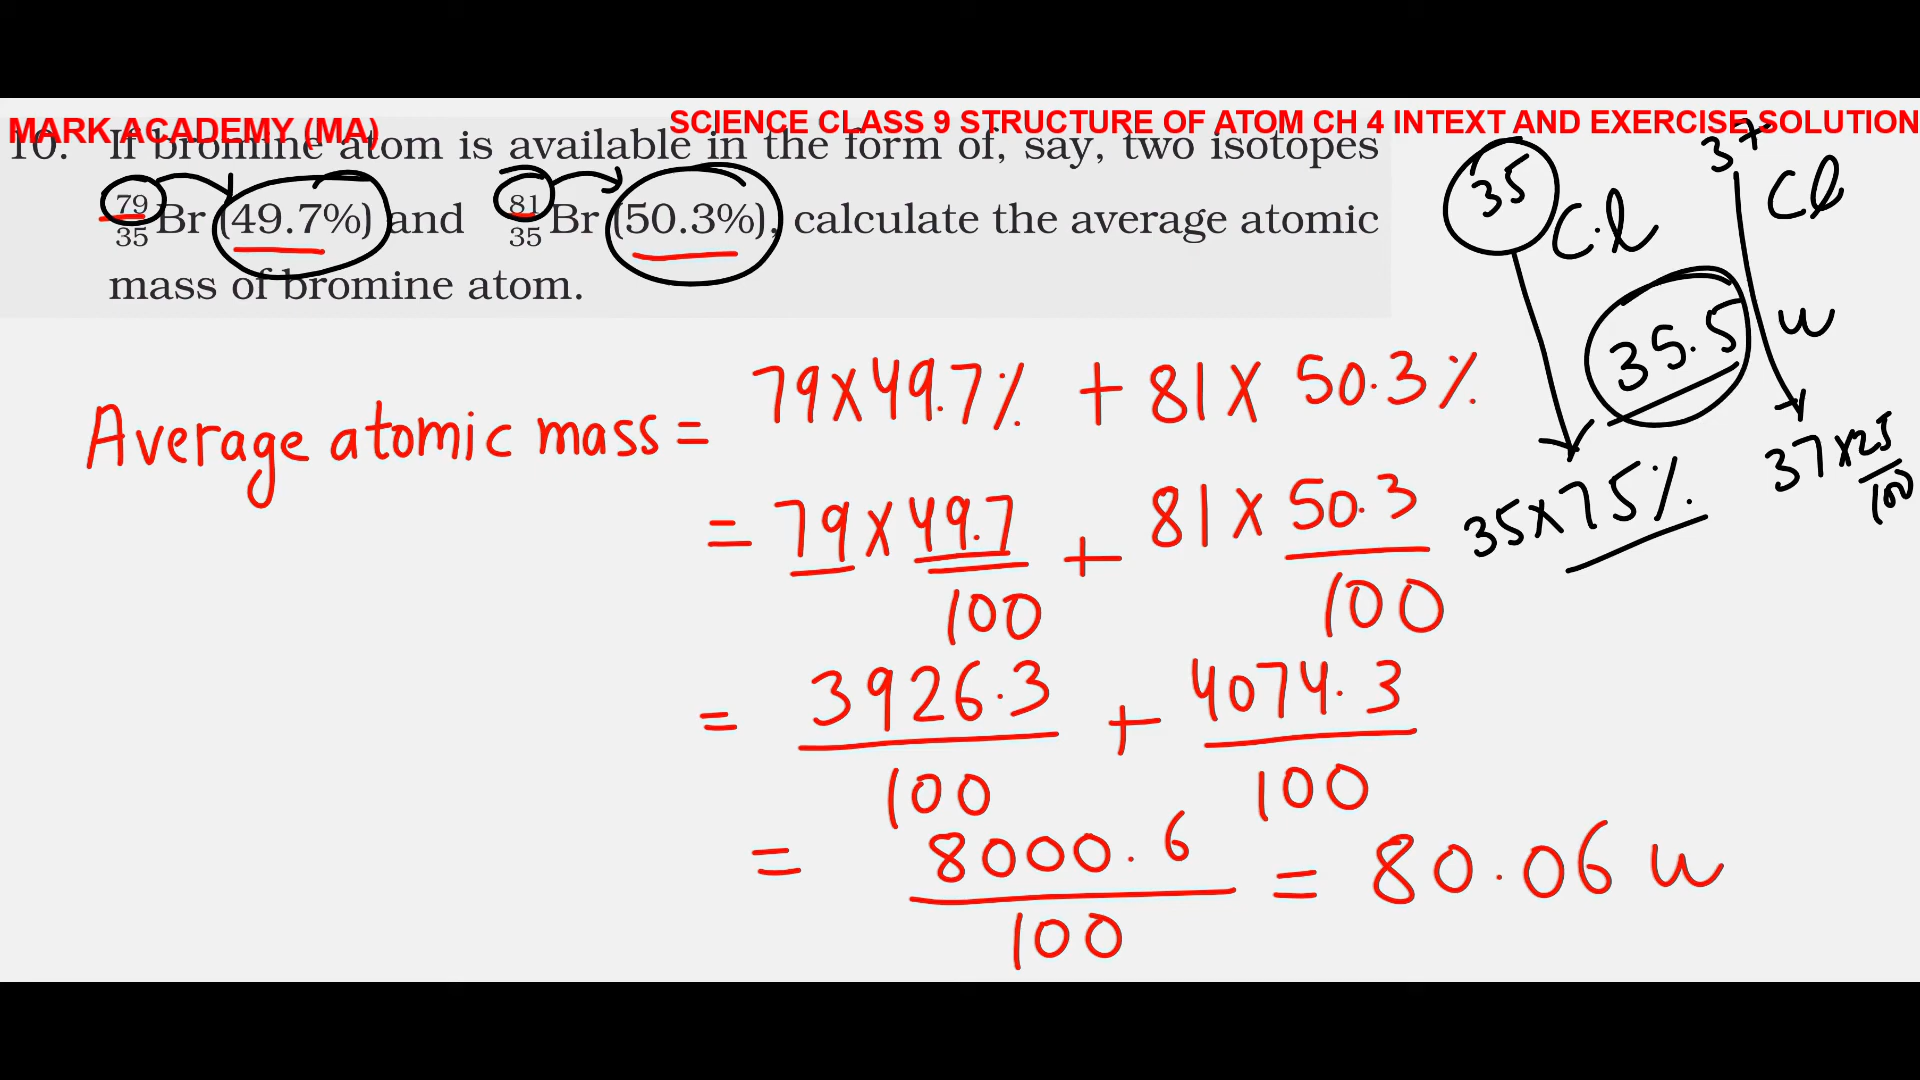 MARK ACADEMY (MA)
SCIENCE CLASS 9 STRUCTURE OF ATOM CH 4 INTEXT AND EXERCISE SOLUTION
10. If bromine atom is available in the form of, say, two isotopes
79 35 Br (49.7%) and 81 35 Br (50.3%), calculate the average atomic
mass of bromine atom.
35 Cl 37 Cl
35.5 u
35 × 75%
37 × 25/100
Average atomic mass = 79 × 49.7% + 81 × 50.3%
= 79 × 49.7/100 + 81 × 50.3/100
= 3926.3/100 + 4074.3/100
= 8000.6/100 = 80.06 u